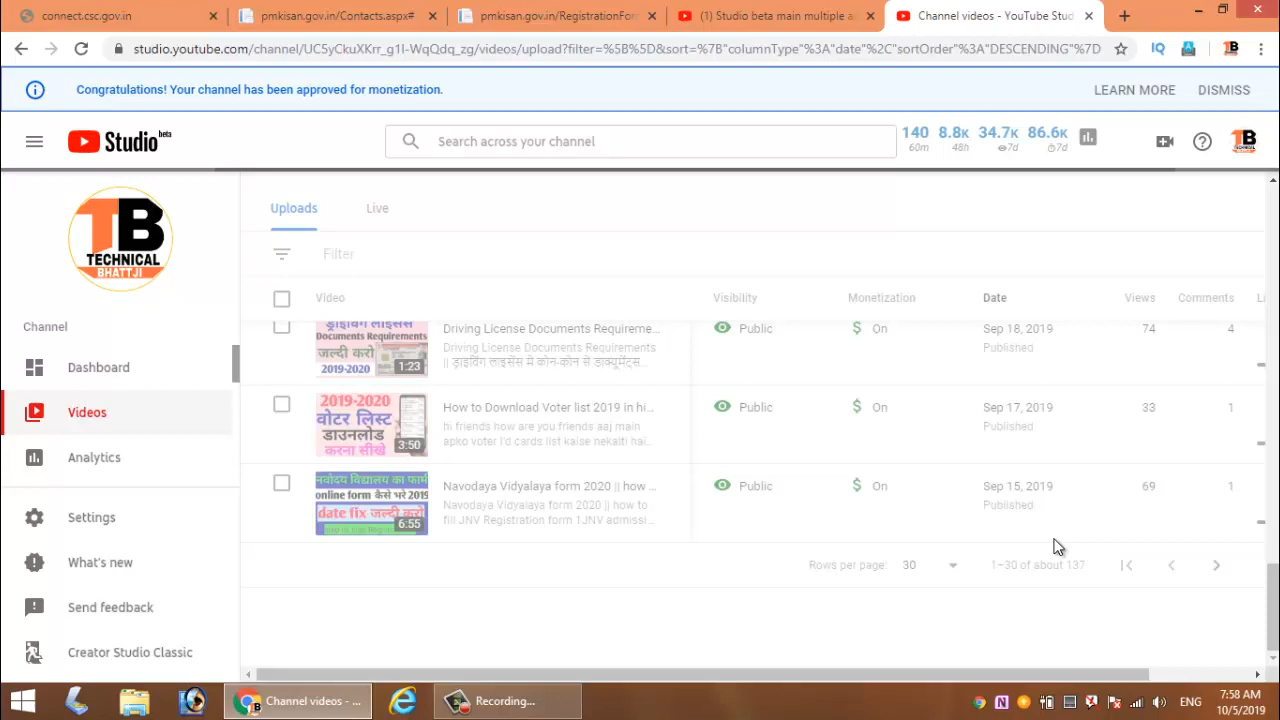 connect.csc.gov.in
pmkisan.gov.in/Contacts.aspx#
pmkisan.gov.in/RegistrationFor
(1) Studio beta main multiple a
Channel videos - YouTube Stud
studio.youtube.com/channel/UC5yCkuXKrr_g1I-WqQdq_zg/videos/upload?filter=%5B%5D&sort=%7B"columnType"%3A"date"%2C"sortOrder"%3A"DESCENDING"%7D
Congratulations! Your channel has been approved for monetization.
LEARN MORE
DISMISS
Studio beta
Search across your channel
140 8.8K 34.7K 86.6K
60m 48h 7d 7d
TB
TECHNICAL
BHATTJI
Channel
Dashboard
Videos
Analytics
Settings
What's new
Send feedback
Creator Studio Classic
Uploads
Live
Filter
Video
Visibility
Monetization
Date
Views
Comments
Li
ड्राइविंग लाइसेंस
Documents Requirements
जल्दी करो
2019-2020
1:23
Driving License Documents Requireme...
Driving License Documents Requirements
|| ड्राइविंग लाइसेंस में कौन-कौन से डाक्यूमेंट्स...
Public
$ On
Sep 18, 2019
Published
74
4
2019-2020
वोटर लिस्ट
डाउनलोड
करना सीखे
3:50
How to Download Voter list 2019 in hi...
hi friends how are you friends aaj main
apko voter I'd cards list kaise nekalti hai...
Public
$ On
Sep 17, 2019
Published
33
1
नवोदय विद्यालय का फार्म
online form कैसे भरे 2019
date fix जल्दी करो
6:55
Navodaya Vidyalaya form 2020 || how ...
Navodaya Vidyalaya form 2020 || how to
fill JNV Registration form 1JNV admissi...
Public
$ On
Sep 15, 2019
Published
69
1
Rows per page: 30
1–30 of about 137
Channel videos - ...
Recording...
ENG
7:58 AM
10/5/2019